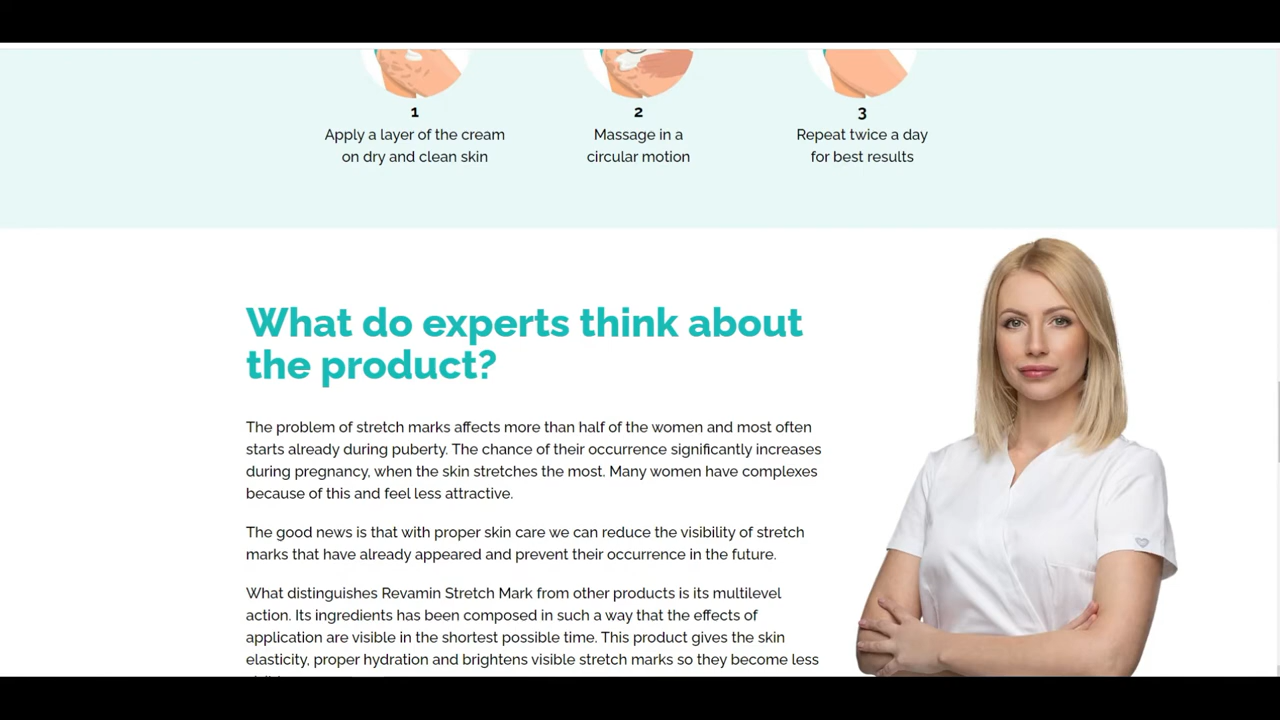 1
Apply a layer of the cream
on dry and clean skin
2
Massage in a
circular motion
3
Repeat twice a day
for best results
What do experts think about
the product?
The problem of stretch marks affects more than half of the women and most often
starts already during puberty. The chance of their occurrence significantly increases
during pregnancy, when the skin stretches the most. Many women have complexes
because of this and feel less attractive.
The good news is that with proper skin care we can reduce the visibility of stretch
marks that have already appeared and prevent their occurrence in the future.
What distinguishes Revamin Stretch Mark from other products is its multilevel
action. Its ingredients has been composed in such a way that the effects of
application are visible in the shortest possible time. This product gives the skin
elasticity, proper hydration and brightens visible stretch marks so they become less